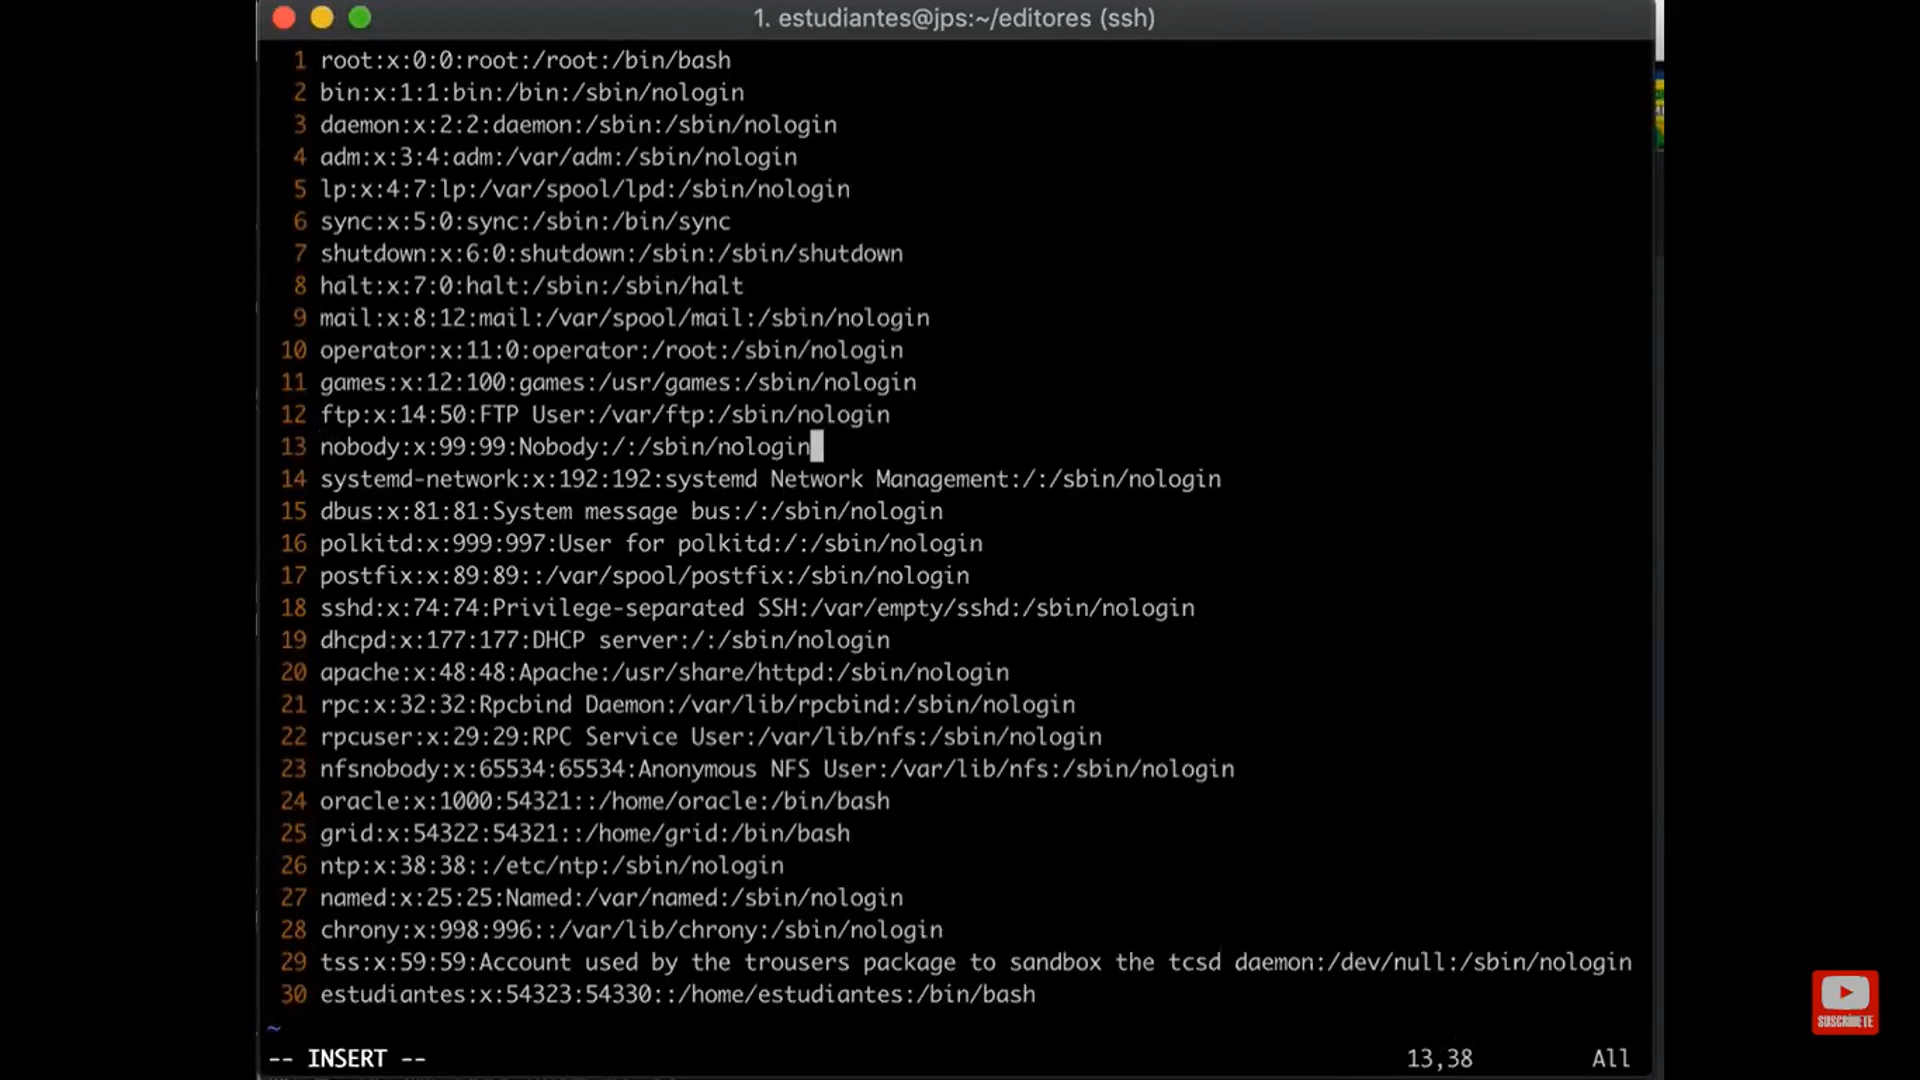 1. estudiantes@jps:~/editores (ssh)
1 root:x:0:0:root:/root:/bin/bash
2 bin:x:1:1:bin:/bin:/sbin/nologin
3 daemon:x:2:2:daemon:/sbin:/sbin/nologin
4 adm:x:3:4:adm:/var/adm:/sbin/nologin
5 lp:x:4:7:lp:/var/spool/lpd:/sbin/nologin
6 sync:x:5:0:sync:/sbin:/bin/sync
7 shutdown:x:6:0:shutdown:/sbin:/sbin/shutdown
8 halt:x:7:0:halt:/sbin:/sbin/halt
9 mail:x:8:12:mail:/var/spool/mail:/sbin/nologin
10 operator:x:11:0:operator:/root:/sbin/nologin
11 games:x:12:100:games:/usr/games:/sbin/nologin
12 ftp:x:14:50:FTP User:/var/ftp:/sbin/nologin
13 nobody:x:99:99:Nobody:/:/sbin/nologin
14 systemd-network:x:192:192:systemd Network Management:/:/sbin/nologin
15 dbus:x:81:81:System message bus:/:/sbin/nologin
16 polkitd:x:999:997:User for polkitd:/:/sbin/nologin
17 postfix:x:89:89::/var/spool/postfix:/sbin/nologin
18 sshd:x:74:74:Privilege-separated SSH:/var/empty/sshd:/sbin/nologin
19 dhcpd:x:177:177:DHCP server:/:/sbin/nologin
20 apache:x:48:48:Apache:/usr/share/httpd:/sbin/nologin
21 rpc:x:32:32:Rpcbind Daemon:/var/lib/rpcbind:/sbin/nologin
22 rpcuser:x:29:29:RPC Service User:/var/lib/nfs:/sbin/nologin
23 nfsnobody:x:65534:65534:Anonymous NFS User:/var/lib/nfs:/sbin/nologin
24 oracle:x:1000:54321::/home/oracle:/bin/bash
25 grid:x:54322:54321::/home/grid:/bin/bash
26 ntp:x:38:38::/etc/ntp:/sbin/nologin
27 named:x:25:25:Named:/var/named:/sbin/nologin
28 chrony:x:998:996::/var/lib/chrony:/sbin/nologin
29 tss:x:59:59:Account used by the trousers package to sandbox the tcsd daemon:/dev/null:/sbin/nologin
30 estudiantes:x:54323:54330::/home/estudiantes:/bin/bash
~
-- INSERT -- 13,38 All
SUSCRÍBETE